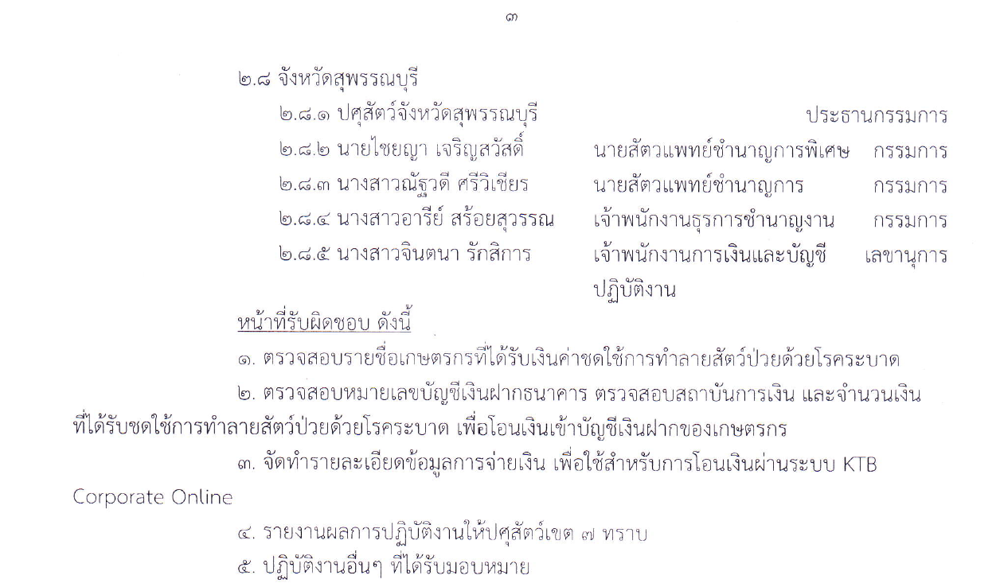 ๓
๒.๘ จังหวัดสุพรรณบุรี
๒.๘.๑ ปศุสัตว์จังหวัดสุพรรณบุรี ประธานกรรมการ
๒.๘.๒ นายไชยญา เจริญสวัสดิ์ นายสัตวแพทย์ชำนาญการพิเศษ กรรมการ
๒.๘.๓ นางสาวณัฐวดี ศรีวิเชียร นายสัตวแพทย์ชำนาญการ กรรมการ
๒.๘.๔ นางสาวอารีย์ สร้อยสุวรรณ เจ้าพนักงานธุรการชำนาญงาน กรรมการ
๒.๘.๕ นางสาวจินตนา รักสิการ เจ้าพนักงานการเงินและบัญชี เลขานุการ
ปฏิบัติงาน
หน้าที่รับผิดชอบ ดังนี้
๑. ตรวจสอบรายชื่อเกษตรกรที่ได้รับเงินค่าชดใช้การทำลายสัตว์ป่วยด้วยโรคระบาด
๒. ตรวจสอบหมายเลขบัญชีเงินฝากธนาคาร ตรวจสอบสถาบันการเงิน และจำนวนเงิน
ที่ได้รับชดใช้การทำลายสัตว์ป่วยด้วยโรคระบาด เพื่อโอนเงินเข้าบัญชีเงินฝากของเกษตรกร
๓. จัดทำรายละเอียดข้อมูลการจ่ายเงิน เพื่อใช้สำหรับการโอนเงินผ่านระบบ KTB
Corporate Online
๔. รายงานผลการปฏิบัติงานให้ปศุสัตว์เขต ๗ ทราบ
๕. ปฏิบัติงานอื่นๆ ที่ได้รับมอบหมาย